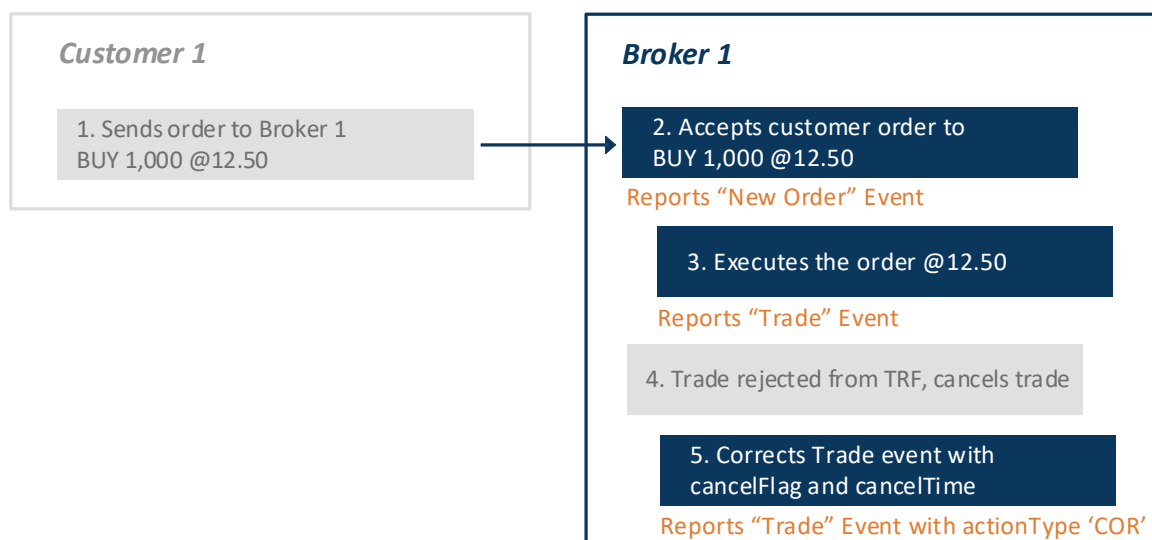 Customer 1
1. Sends order to Broker 1
BUY 1,000 @12.50
Broker 1
2. Accepts customer order to
BUY 1,000 @12.50
Reports “New Order” Event
3. Executes the order @12.50
Reports “Trade” Event
4. Trade rejected from TRF, cancels trade
5. Corrects Trade event with
cancelFlag and cancelTime
Reports “Trade” Event with actionType ‘COR’